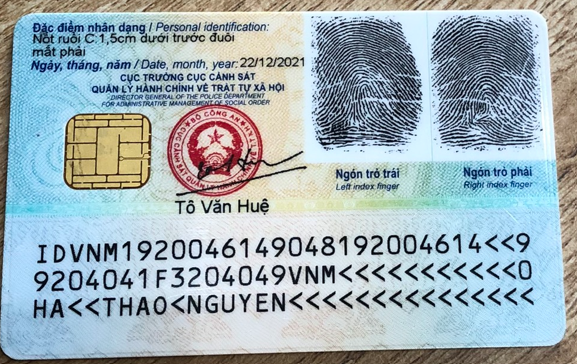 Đặc điểm nhân dạng / Personal identification:
Nốt ruồi C:1,5cm dưới trước đuôi
mắt phải
Ngày, tháng, năm / Date, month, year: 22/12/2021
CỤC TRƯỞNG CỤC CẢNH SÁT
QUẢN LÝ HÀNH CHÍNH VỀ TRẬT TỰ XÃ HỘI
DIRECTOR GENERAL OF THE POLICE DEPARTMENT
FOR ADMINISTRATIVE MANAGEMENT OF SOCIAL ORDER
BỘ CÔNG AN
Tô Văn Huệ
Ngón trỏ trái
Left index finger
Ngón trỏ phải
Right index finger
IDVNM1920046149048192004614<<9
9204041F3204049VNM<<<<<<<<<<<0
HA<<THAO<NGUYEN<<<<<<<<<<<<<<<